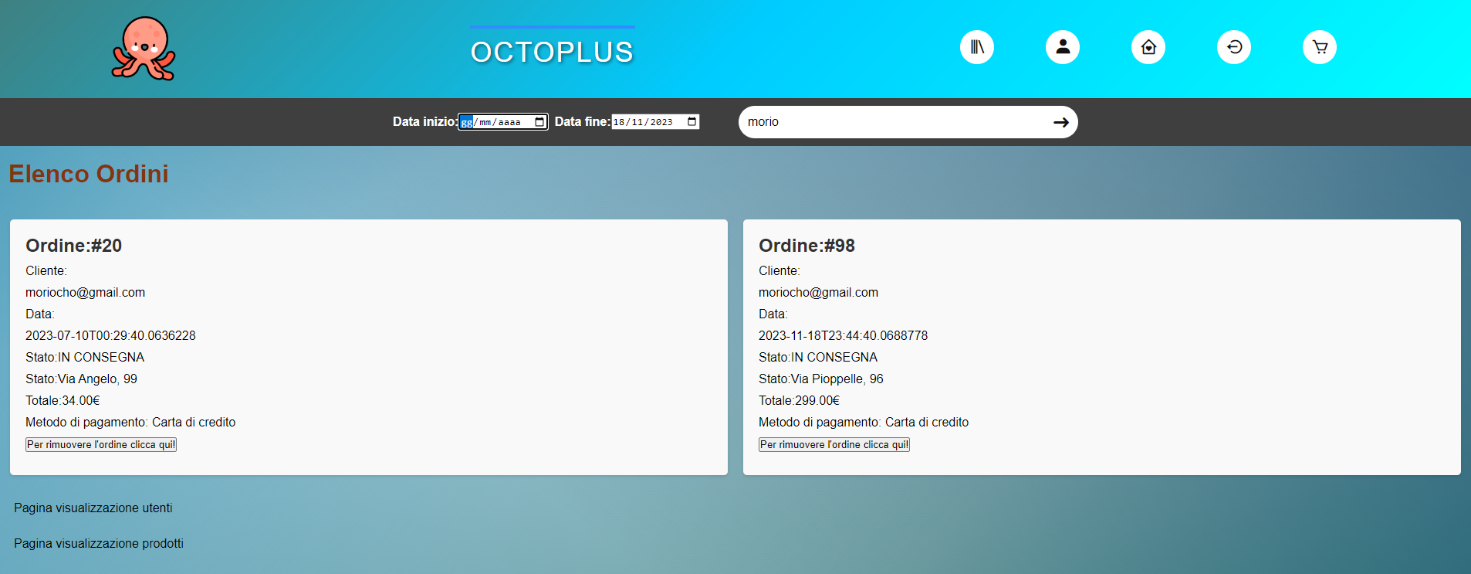 OCTOPLUS
Data inizio: gg/mm/aaaa Data fine: 18/11/2023 morio
Elenco Ordini
Ordine:#20
Cliente:
moriocho@gmail.com
Data:
2023-07-10T00:29:40.0636228
Stato:IN CONSEGNA
Stato:Via Angelo, 99
Totale:34.00€
Metodo di pagamento: Carta di credito
Per rimuovere l'ordine clicca qui!
Ordine:#98
Cliente:
moriocho@gmail.com
Data:
2023-11-18T23:44:40.0688778
Stato:IN CONSEGNA
Stato:Via Pioppelle, 96
Totale:299.00€
Metodo di pagamento: Carta di credito
Per rimuovere l'ordine clicca qui!
Pagina visualizzazione utenti
Pagina visualizzazione prodotti